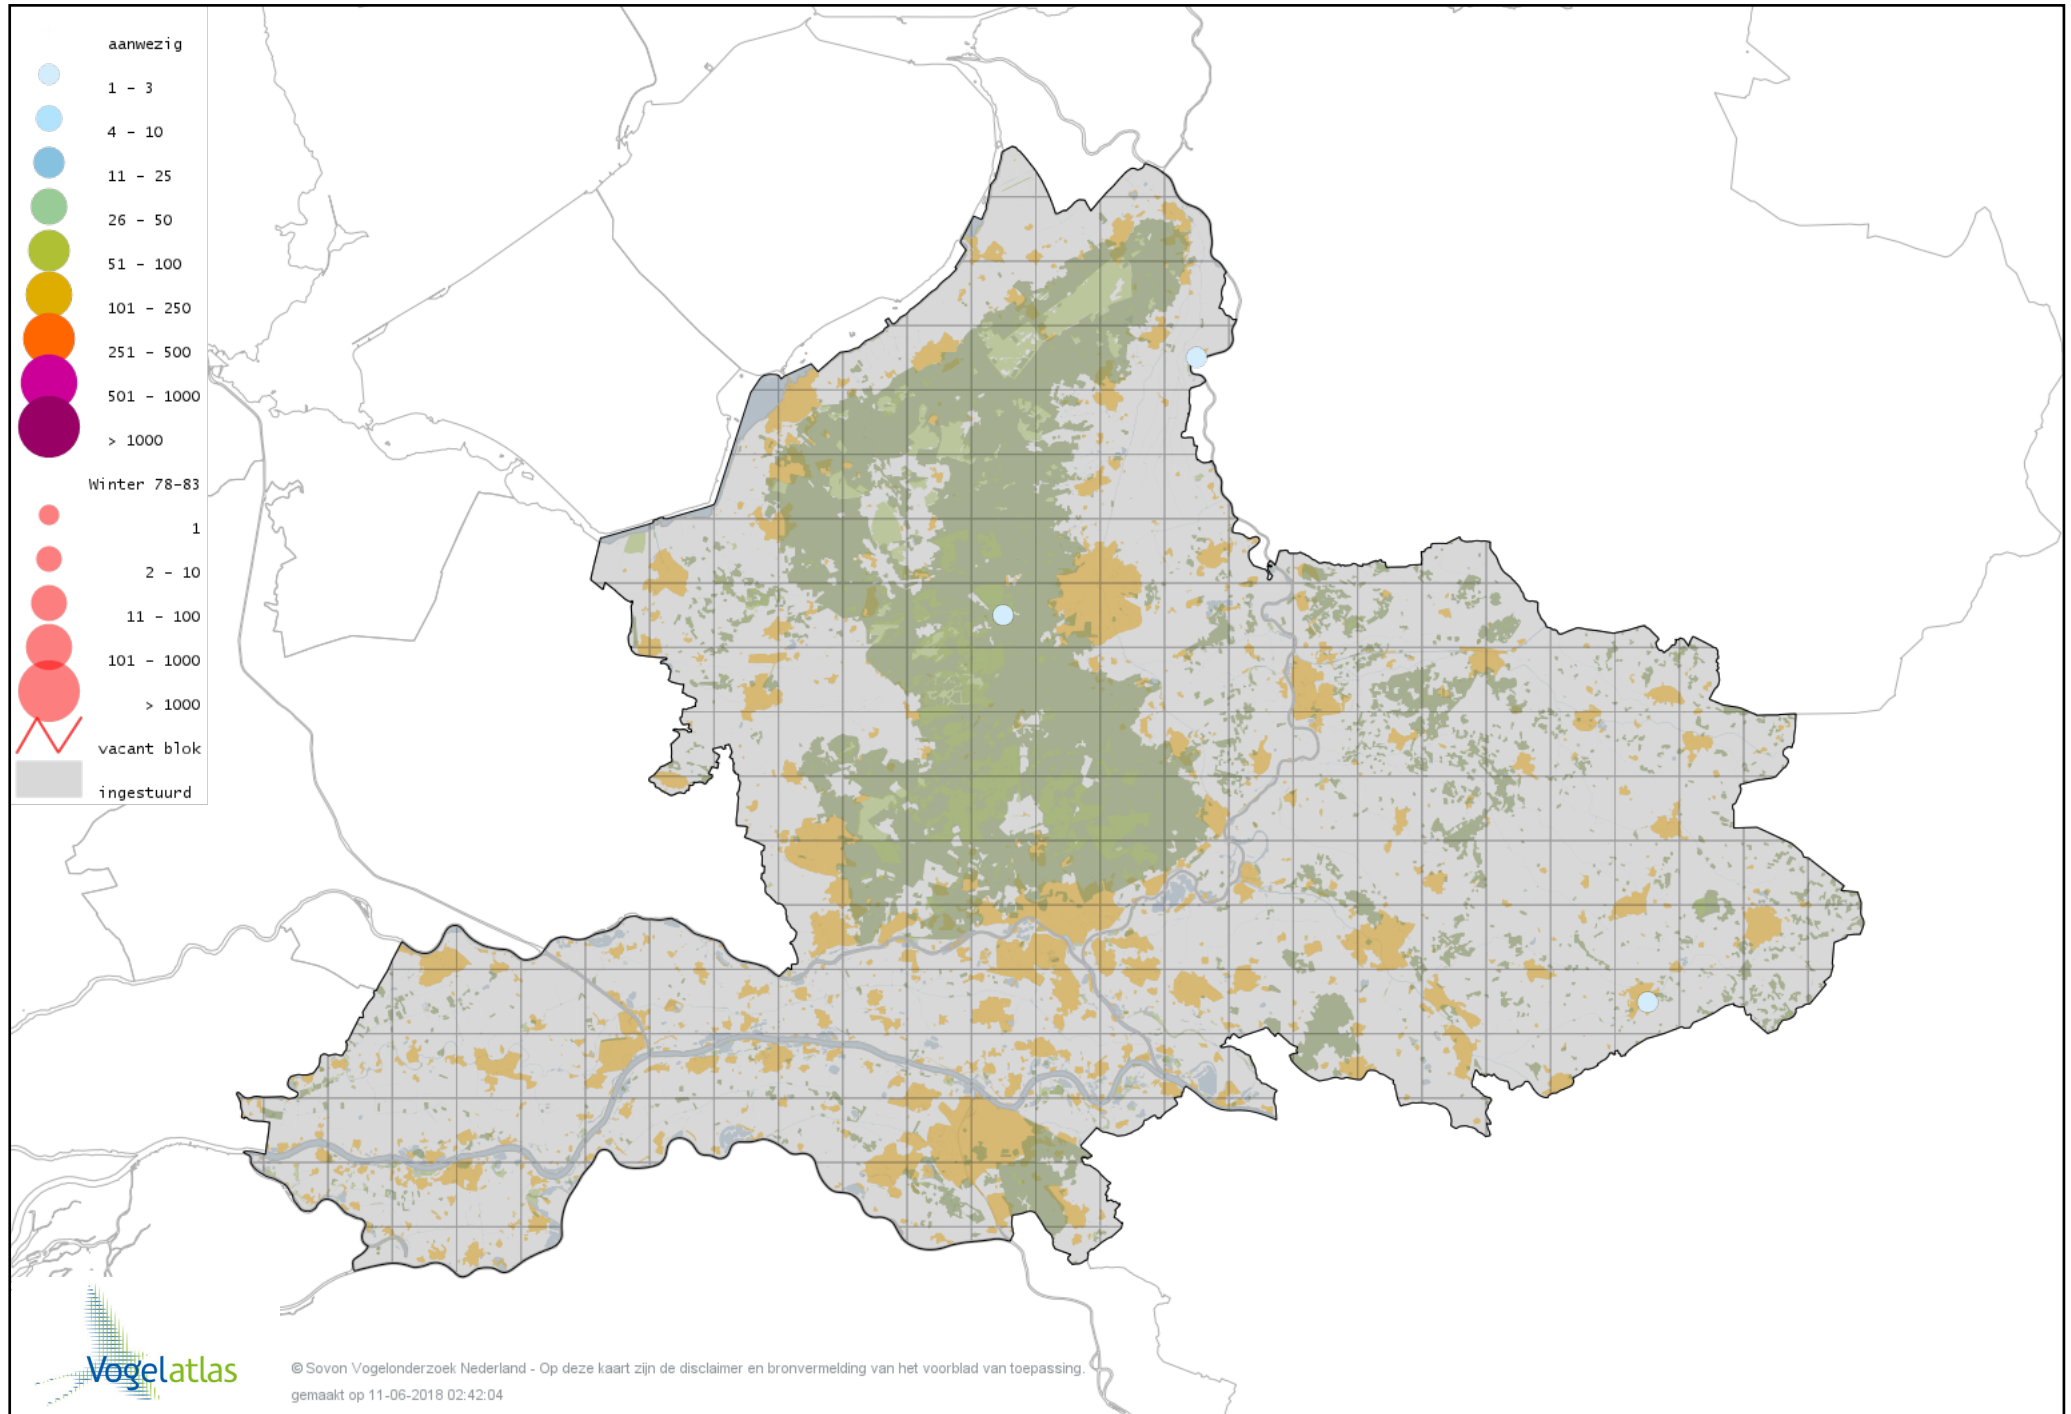 aanwezig
1 - 3
4 - 10
11 - 25
26 - 50
51 - 100
101 - 250
251 - 500
501 - 1000
> 1000
Winter 78-83
1
2 - 10
11 - 100
101 - 1000
> 1000
vacant blok
ingestuurd
Vogelatlas
© Sovon Vogelonderzoek Nederland - Op deze kaart zijn de disclaimer en bronvermelding van het voorblad van toepassing.
gemaakt op 11-06-2018 02:42:04